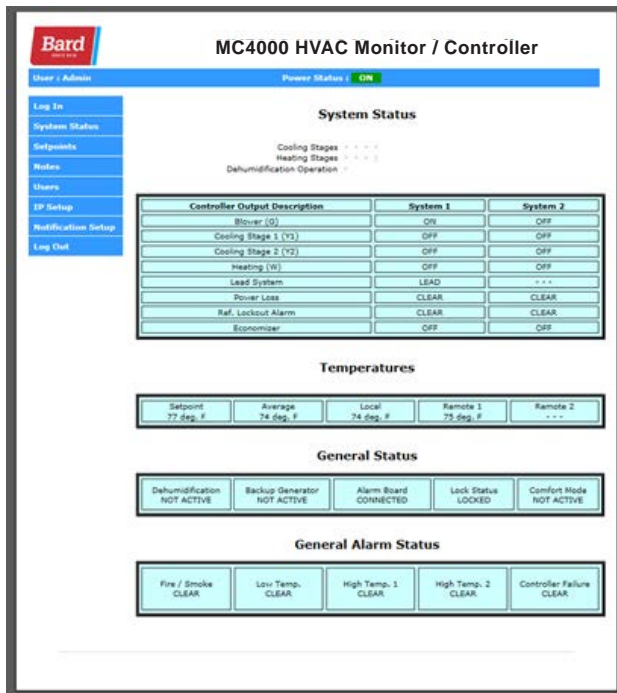 Bard
MC4000 HVAC Monitor / Controller
User : Admin
Power Status : ON
Log In
System Status
Setpoints
Notes
Users
IP Setup
Notification Setup
Log Out
System Status
Cooling Stages - - - -
Heating Stages - - - -
Dehumidification Operation -
Controller Output Description System 1 System 2
Blower (G) ON OFF
Cooling Stage 1 (Y1) OFF OFF
Cooling Stage 2 (Y2) OFF OFF
Heating (W) OFF OFF
Lead System LEAD - - -
Power Loss CLEAR CLEAR
Ref. Lockout Alarm CLEAR CLEAR
Economizer OFF OFF
Temperatures
Setpoint Average Local Remote 1 Remote 2
77 deg. F 74 deg. F 74 deg. F 75 deg. F - - -
General Status
Dehumidification Backup Generator Alarm Board Lock Status Comfort Mode
NOT ACTIVE NOT ACTIVE CONNECTED LOCKED NOT ACTIVE
General Alarm Status
Fire / Smoke Low Temp. High Temp. 1 High Temp. 2 Controller Failure
CLEAR CLEAR CLEAR CLEAR CLEAR